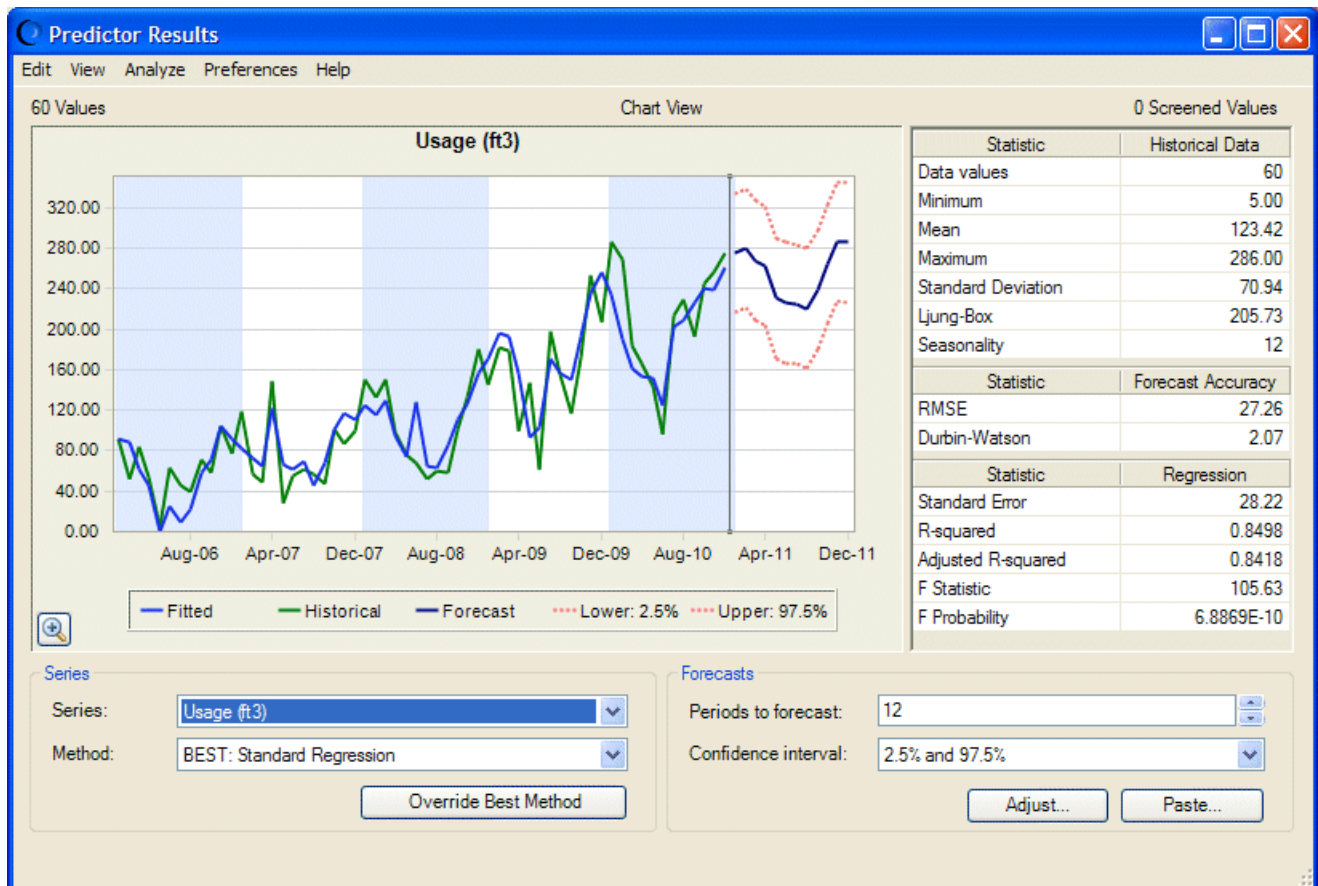 Predictor Results
Edit View Analyze Preferences Help
60 Values Chart View 0 Screened Values
Usage (ft3)
320.00
280.00
240.00
200.00
160.00
120.00
80.00
40.00
0.00
Aug-06 Apr-07 Dec-07 Aug-08 Apr-09 Dec-09 Aug-10 Apr-11 Dec-11
Fitted Historical Forecast Lower: 2.5% Upper: 97.5%
Statistic Historical Data
Data values 60
Minimum 5.00
Mean 123.42
Maximum 286.00
Standard Deviation 70.94
Ljung-Box 205.73
Seasonality 12
Statistic Forecast Accuracy
RMSE 27.26
Durbin-Watson 2.07
Statistic Regression
Standard Error 28.22
R-squared 0.8498
Adjusted R-squared 0.8418
F Statistic 105.63
F Probability 6.8869E-10
Series
Series: Usage (ft3)
Method: BEST: Standard Regression
Override Best Method
Forecasts
Periods to forecast: 12
Confidence interval: 2.5% and 97.5%
Adjust... Paste...